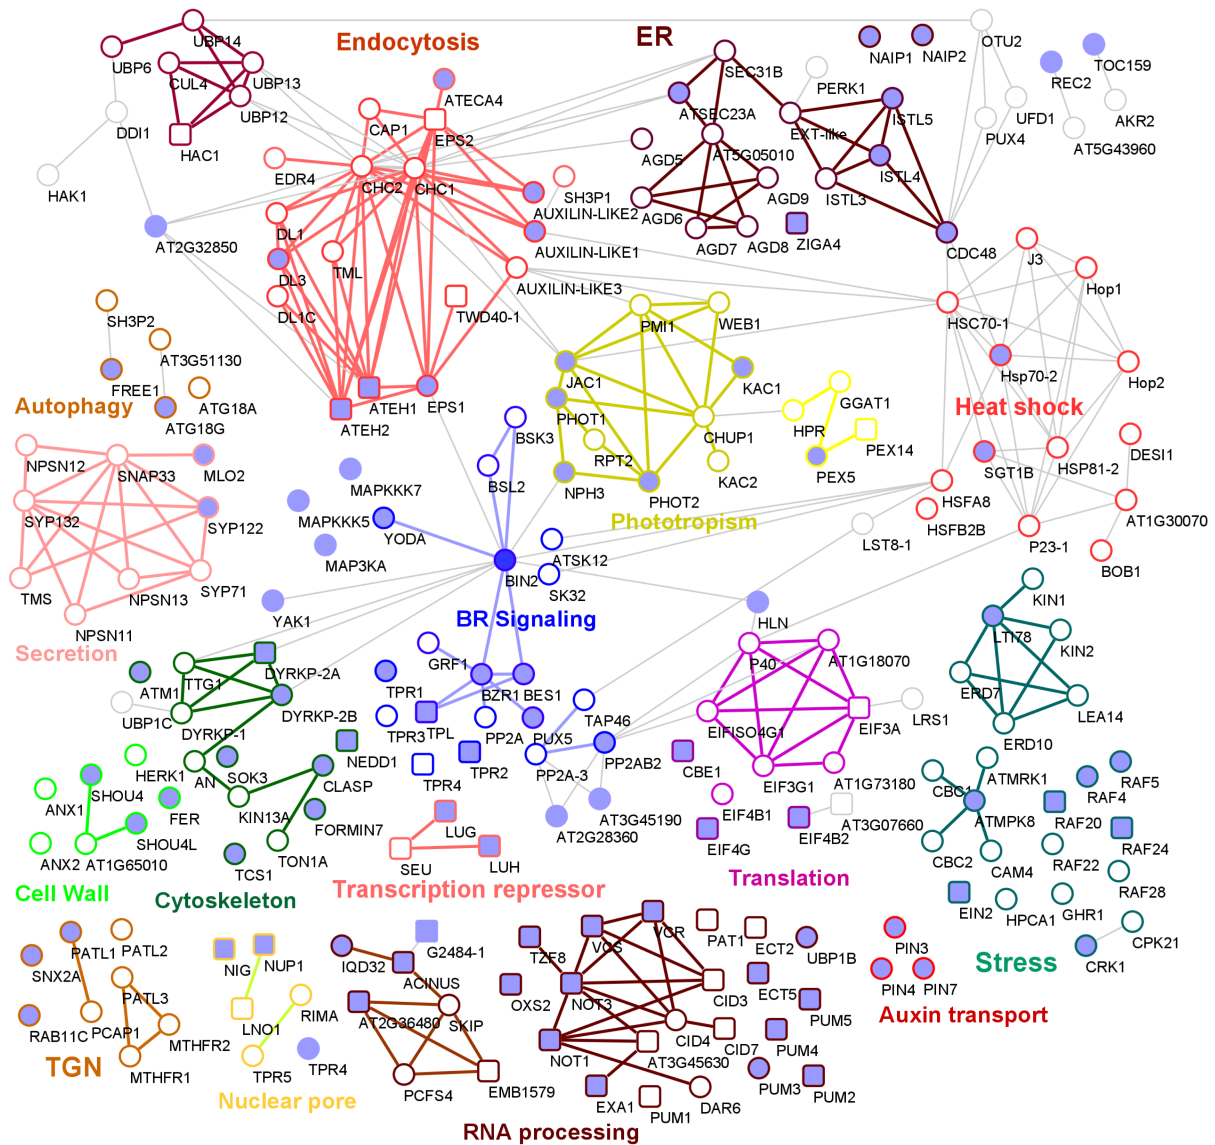 UBP14
UBP6
CUL4
UBP13
UBP12
HAC1
DDI1
HAK1
AT2G32850
Endocytosis
ATECA4
CAP1
EPS2
EDR4
CHC2
CHC1
SH3P1
AUXILIN-LIKE2
AUXILIN-LIKE1
AUXILIN-LIKE3
DL1
DL3
TML
DL1C
TWD40-1
ATEH1
ATEH2
EPS1
ER
SEC31B
NAIP1
NAIP2
ATSEC23A
PERK1
EXT-like
ISTL5
AGD5
AT5G05010
ISTL4
AGD9
ISTL3
AGD6
AGD7
AGD8
ZIGA4
CDC48
OTU2
TOC159
REC2
UFD1
PUX4
AKR2
AT5G43960
J3
Hop1
HSC70-1
Hsp70-2
Hop2
Heat shock
DESI1
SGT1B
HSP81-2
HSFA8
HSFB2B
AT1G30070
P23-1
BOB1
LST8-1
SH3P2
AT3G51130
FREE1
ATG18A
Autophagy
ATG18G
NPSN12
SNAP33
MLO2
SYP132
SYP122
TMS
NPSN13
SYP71
NPSN11
Secretion
PMI1
WEB1
JAC1
KAC1
PHOT1
CHUP1
RPT2
KAC2
NPH3
PHOT2
Phototropism
GGAT1
HPR
PEX14
PEX5
BSK3
BSL2
MAPKKK7
MAPKKK5
YODA
MAP3KA
ATSK12
BIN2
SK32
YAK1
BR Signaling
HLN
GRF1
TPR1
BZR1
BES1
TPR3
TPL
PP2A
PUX5
TAP46
TPR4
TPR2
PP2A-3
PP2AB2
AT3G45190
AT2G28360
DYRKP-2A
ATM1
TTG1
DYRKP-2B
UBP1C
DYRKP-1
NEDD1
AN
SOK3
CLASP
KIN13A
FORMIN7
TON1A
TCS1
Cytoskeleton
HERK1
ANX1
SHOU4
FER
SHOU4L
ANX2
AT1G65010
Cell Wall
LUG
SEU
LUH
Transcription repressor
P40
AT1G18070
EIFISO4G1
EIF3A
LRS1
CBE1
EIF3G1
AT1G73180
EIF4B1
AT3G07660
EIF4G
EIF4B2
Translation
KIN1
LTI78
KIN2
ERD7
LEA14
ERD10
CBC1
ATMRK1
RAF5
RAF4
ATMPK8
RAF20
CBC2
CAM4
RAF22
RAF24
RAF28
EIN2
HPCA1
GHR1
CPK21
CRK1
Stress
PIN3
PIN4
PIN7
Auxin transport
PATL1
PATL2
SNX2A
PATL3
RAB11C
PCAP1
MTHFR2
MTHFR1
TGN
NIG
NUP1
LNO1
RIMA
TPR5
TPR4
Nuclear pore
G2484-1
IQD32
ACINUS
AT2G36480
SKIP
PCFS4
EMB1579
VCS
VCR
PAT1
ECT2
UBP1B
TZF8
OXS2
NOT3
CID3
ECT5
PUM5
CID4
CID7
PUM4
NOT1
AT3G45630
EXA1
PUM1
DAR6
PUM3
PUM2
RNA processing